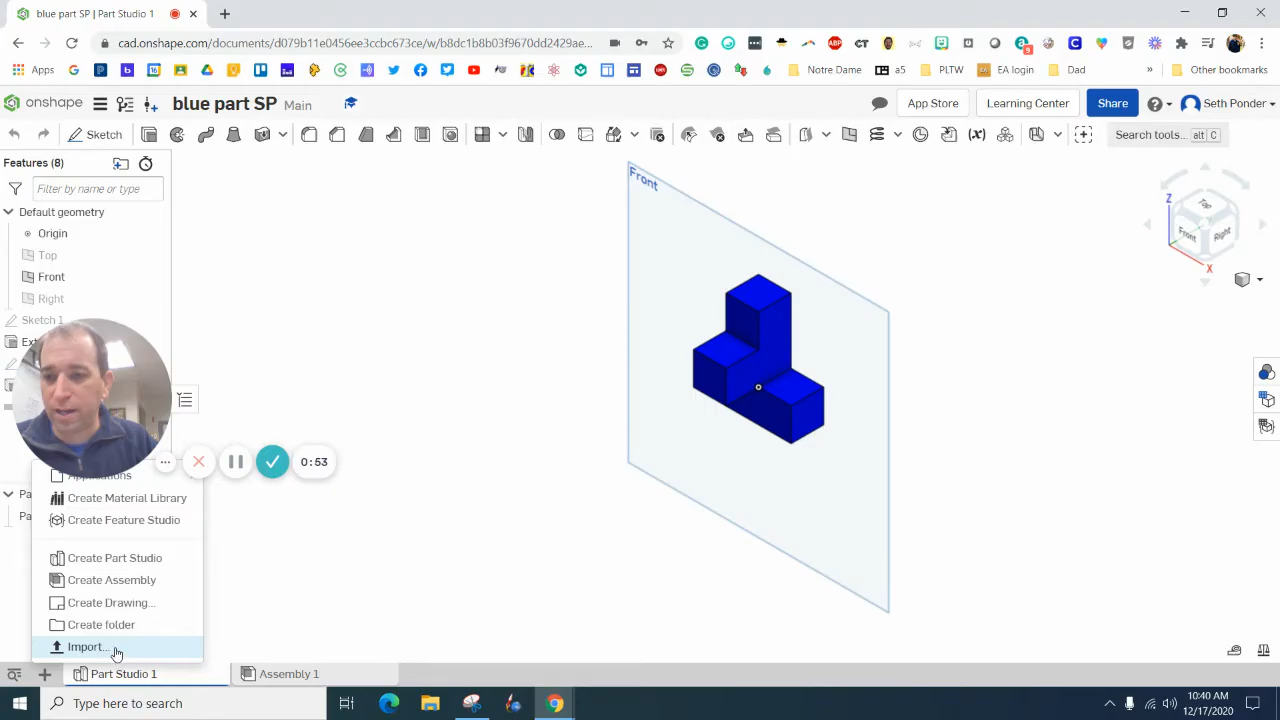 blue part SP | Part Studio 1
cad.onshape.com/documents/d079b11e0456ee3cbc673ce/w/b8c1b8b03f9670dd2429ae...
Apps
Notre Dame
a5
PLTW
EA login
Dad
»
Other bookmarks
onshape
blue part SP
Main
App Store
Learning Center
Share
Seth Ponder
Sketch
Search tools...
alt
C
Features (8)
Filter by name or type
Default geometry
Origin
Top
Front
Right
Sketch 1
Front
Z
Front
Right
X
0:53
Applications
Create Material Library
Create Feature Studio
Create Part Studio
Create Assembly
Create Drawing...
Create folder
Import...
Part Studio 1
Assembly 1
Type here to search
10:40 AM
12/17/2020